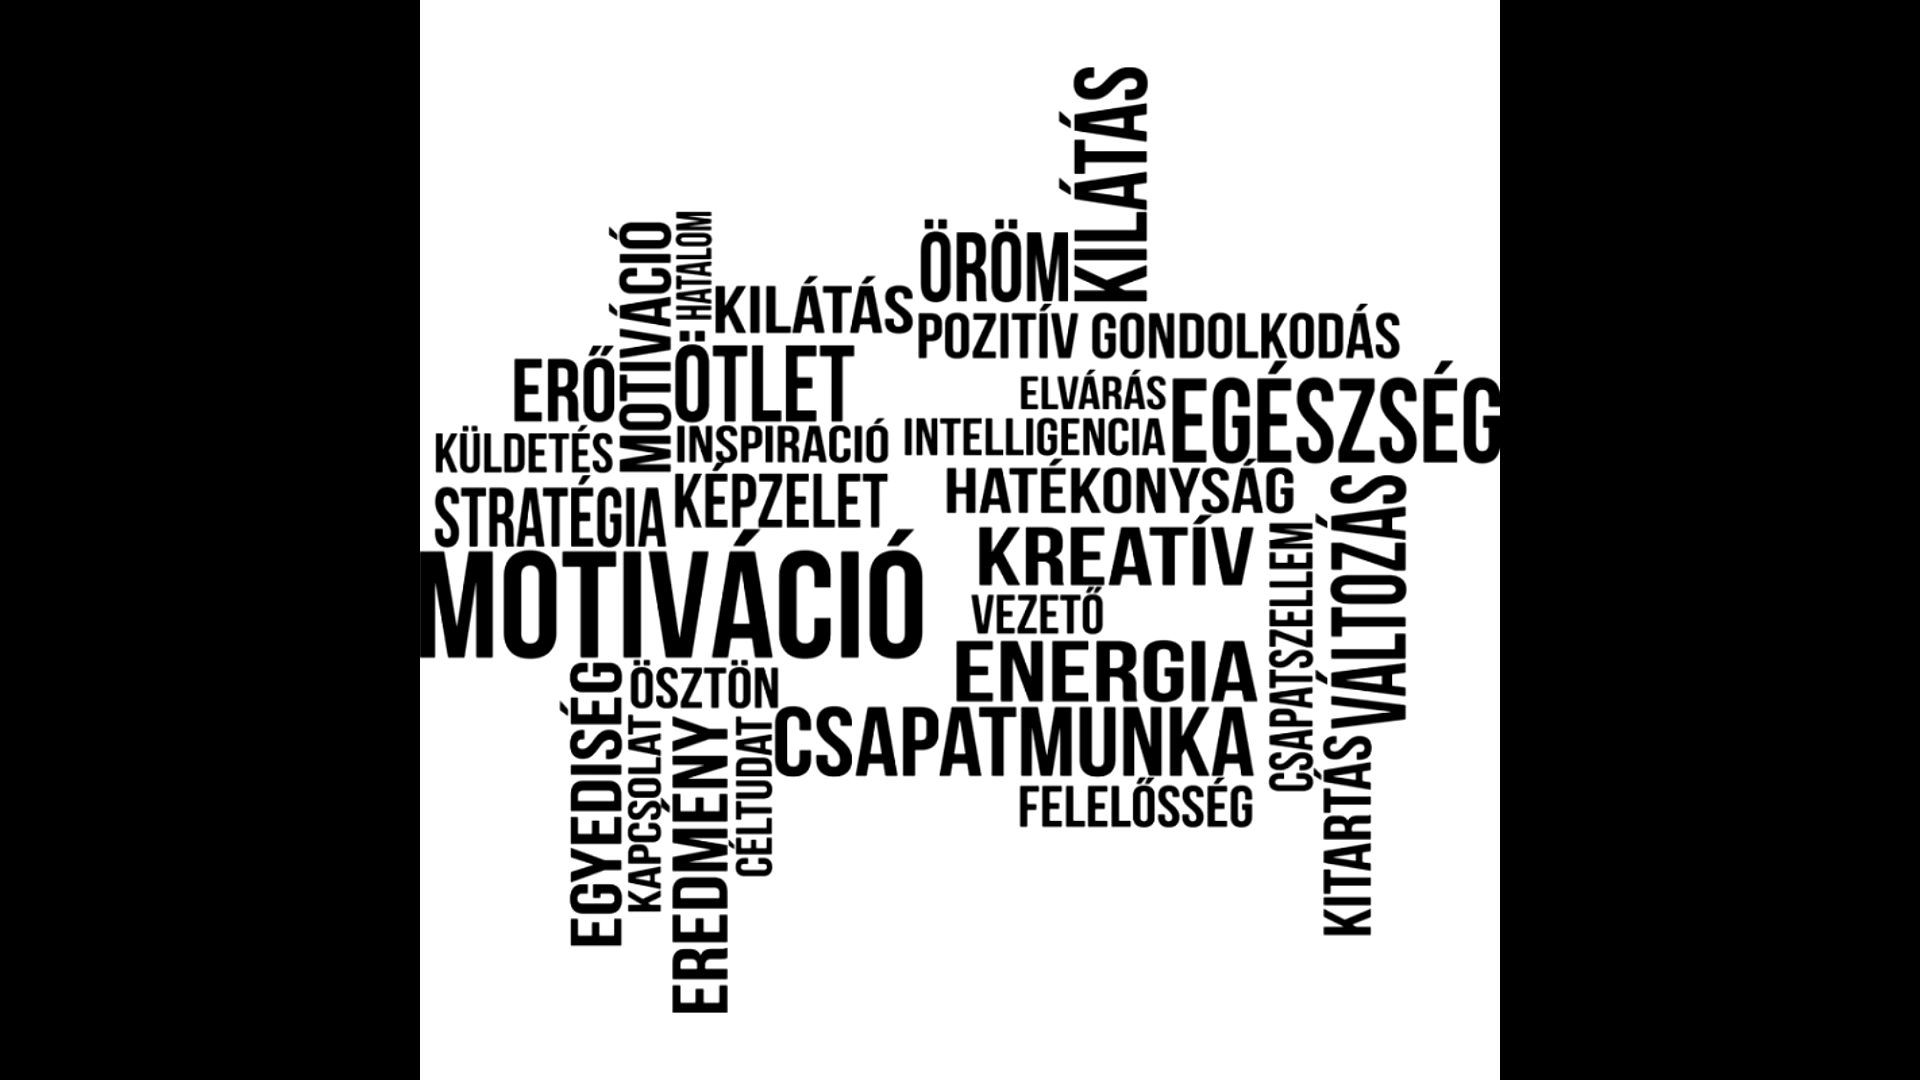 KILÁTÁS
HATALOM
MOTIVÁCIÓ
ÖRÖM
KILÁTÁS
POZITÍV GONDOLKODÁS
ERŐ
ÖTLET
ELVÁRÁS
EGÉSZSÉG
KÜLDETÉS
INSPIRACIÓ
INTELLIGENCIA
STRATÉGIA
KÉPZELET
HATÉKONYSÁG
VÁLTOZÁS
MOTIVÁCIÓ
KREATÍV
CSAPATSZELLEM
VEZETŐ
ENERGIA
EGYEDISÉG
ÖSZTÖN
CSAPATMUNKA
KAPCSOLAT
EREDMÉNY
CÉLTUDAT
KITARTÁS
FELELŐSSÉG